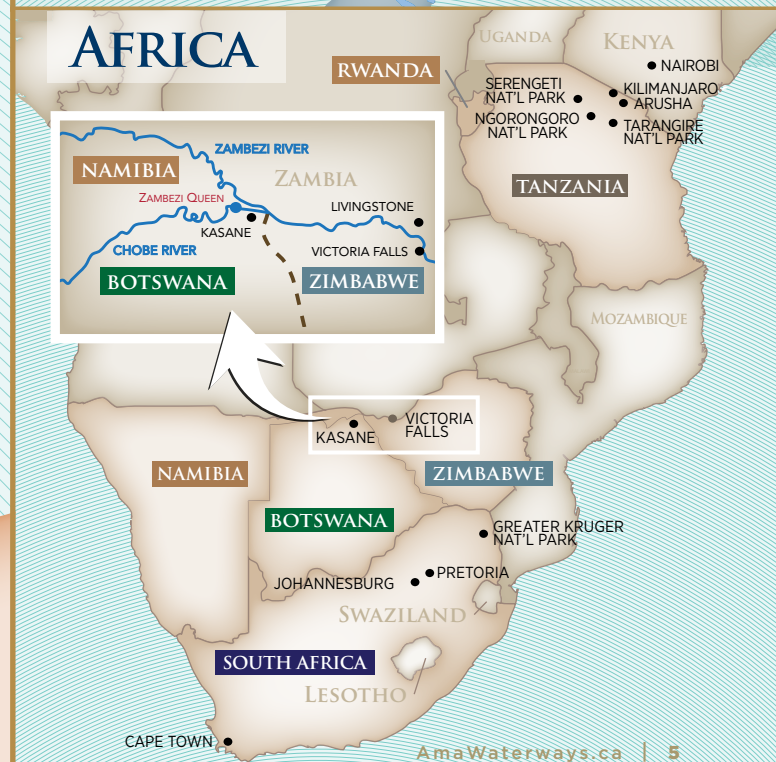 AFRICA
UGANDA
KENYA
NAIROBI
RWANDA
SERENGETI
NAT'L PARK
KILIMANJARO
ARUSHA
NGORONGORO
NAT'L PARK
TARANGIRE
NAT'L PARK
TANZANIA
ZAMBEZI RIVER
NAMIBIA
ZAMBIA
ZAMBEZI QUEEN
LIVINGSTONE
KASANE
CHOBE RIVER
VICTORIA FALLS
BOTSWANA
ZIMBABWE
MOZAMBIQUE
VICTORIA
FALLS
KASANE
NAMIBIA
ZIMBABWE
BOTSWANA
GREATER KRUGER
NAT'L PARK
PRETORIA
JOHANNESBURG
SWAZILAND
SOUTH AFRICA
LESOTHO
CAPE TOWN
AmaWaterways.ca | 5